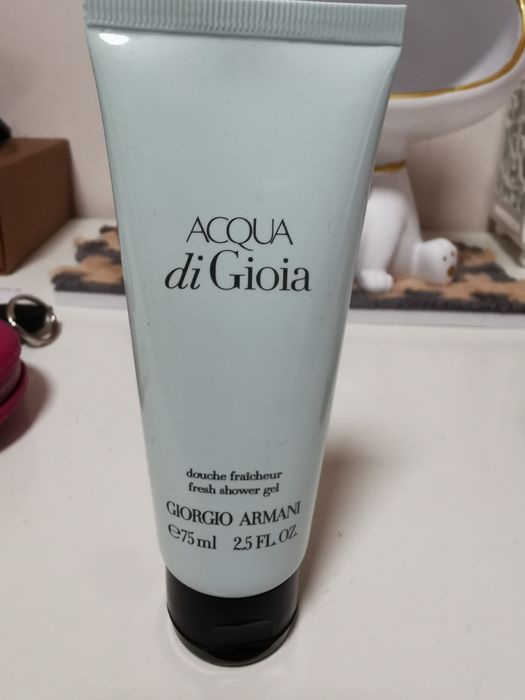 ACQUA
di Gioia
douche fraîcheur
fresh shower gel
GIORGIO ARMANI
℮75 ml 2.5 FL. OZ.